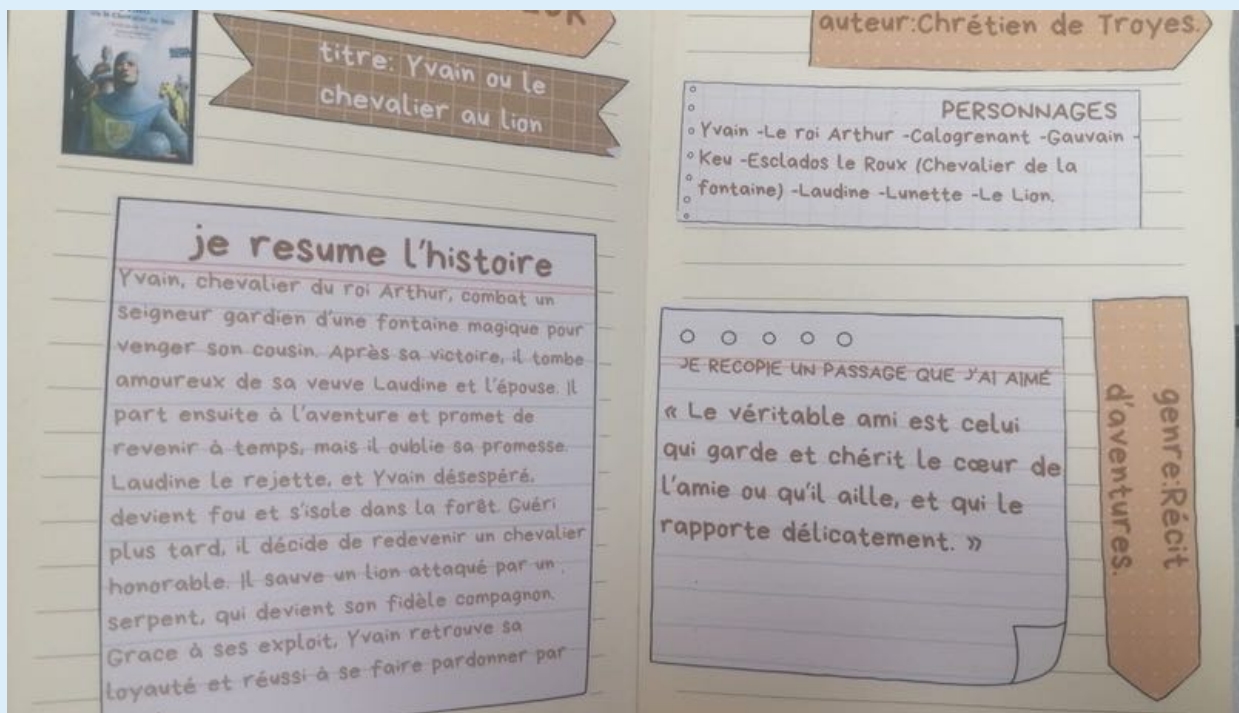 titre: Yvain ou le
chevalier au lion
je resume l'histoire
Yvain, chevalier du roi Arthur, combat un
seigneur gardien d'une fontaine magique pour
venger son cousin. Après sa victoire, il tombe
amoureux de sa veuve Laudine et l'épouse. Il
part ensuite à l'aventure et promet de
revenir à temps, mais il oublie sa promesse.
Laudine le rejette, et Yvain désespéré,
devient fou et s'isole dans la forêt. Guéri
plus tard, il décide de redevenir un chevalier
honorable. Il sauve un lion attaqué par un
serpent, qui devient son fidèle compagnon.
Grace à ses exploit, Yvain retrouve sa
loyauté et réussi à se faire pardonner par
auteur:Chrétien de Troyes.
PERSONNAGES
Yvain -Le roi Arthur -Calogrenant -Gauvain -
Keu -Esclados le Roux (Chevalier de la
fontaine) -Laudine -Lunette -Le Lion.
JE RECOPIE UN PASSAGE QUE J'AI AIMÉ
« Le véritable ami est celui
qui garde et chérit le cœur de
l'amie ou qu'il aille, et qui le
rapporte délicatement. »
genre:Récit
d'aventures.